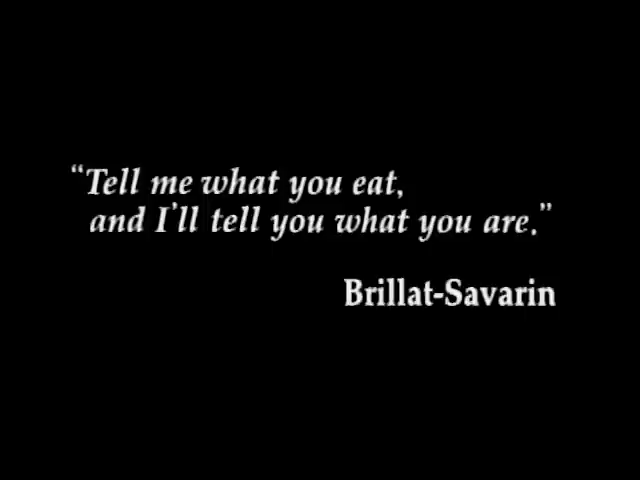 “Tell me what you eat,
and I'll tell you what you are.”
Brillat-Savarin